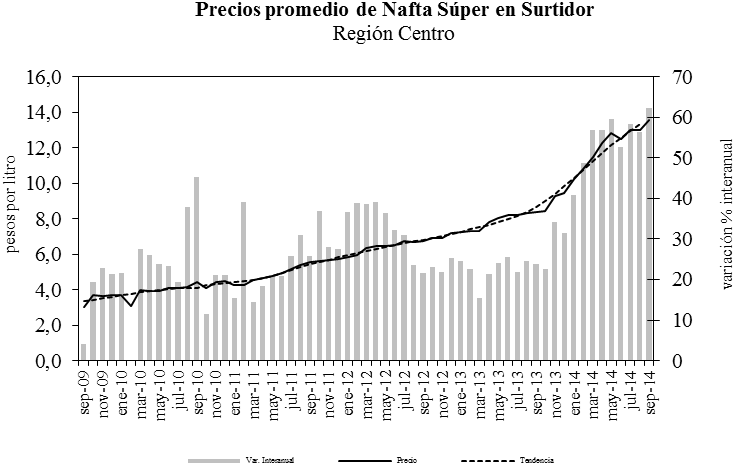 Precios promedio de Nafta Súper en Surtidor
Región Centro
pesos por litro
16,0
14,0
12,0
10,0
8,0
6,0
4,0
2,0
0,0
variación % interanual
70
60
50
40
30
20
10
0
sep-09
nov-09
ene-10
mar-10
may-10
jul-10
sep-10
nov-10
ene-11
mar-11
may-11
jul-11
sep-11
nov-11
ene-12
mar-12
may-12
jul-12
sep-12
nov-12
ene-13
mar-13
may-13
jul-13
sep-13
nov-13
ene-14
mar-14
may-14
jul-14
sep-14
Var. Interanual Precio Tendencia